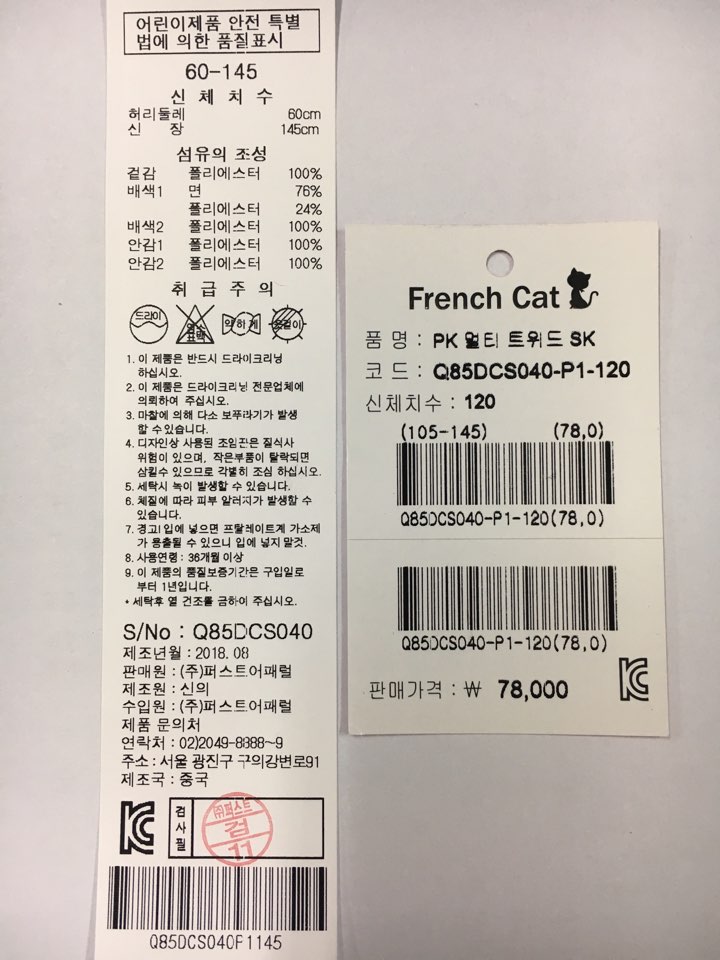 어린이제품 안전 특별
법에 의한 품질표시
60-145
신 체 치 수
허리둘레 60cm
신 장 145cm
섬유의 조성
겉감 폴리에스터 100%
배색1 면 76%
폴리에스터 24%
배색2 폴리에스터 100%
안감1 폴리에스터 100%
안감2 폴리에스터 100%
취 급 주 의
드라이 염소 표백 약하게 옷걸이
1. 이 제품은 반드시 드라이크리닝
하십시오.
2. 이 제품은 드라이크리닝 전문업체에
의뢰하여 주십시오.
3. 마찰에 의해 다소 보푸라기가 발생
할 수 있습니다.
4. 디자인상 사용된 조임끈은 질식사
위험이 있으며, 작은부품이 탈락되면
삼킬수 있으므로 각별히 조심 하십시오.
5. 세탁시 녹이 발생할 수 있습니다.
6. 체질에 따라 피부 알러지가 발생할 수
있습니다.
7. 경고! 입에 넣으면 프탈레이트계 가소제
가 용출될 수 있으니 입에 넣지 말것.
8. 사용연령 : 36개월 이상
9. 이 제품의 품질보증기간은 구입일로
부터 1년입니다.
* 세탁후 열 건조를 금하여 주십시오.
S/No : Q85DCS040
제조년월 : 2018. 08
판매원 : (주)퍼스트어패럴
제조원 : 신의
수입원 : (주)퍼스트어패럴
제품 문의처
연락처 : 02)2049-8888~9
주소 : 서울 광진구 구의강변로91
제조국 : 중국
KC 검사필 (주)퍼스트 검 11
Q85DCS040P1145
French Cat
품 명 : PK 멀티 트위드 SK
코 드 : Q85DCS040-P1-120
신체치수 : 120
(105-145) (78,0)
Q85DCS040-P1-120(78,0)
Q85DCS040-P1-120(78,0)
판매가격 : ₩ 78,000
KC